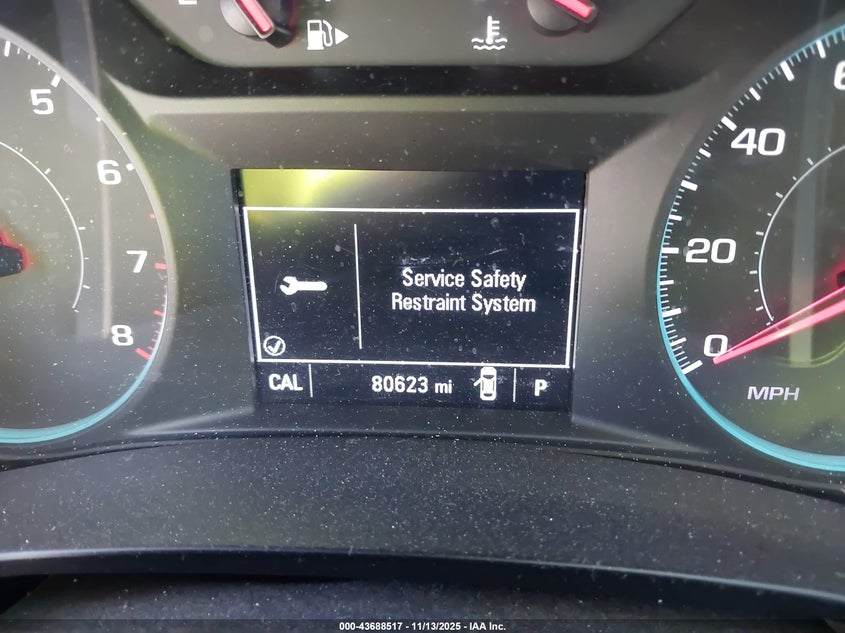 5
6
7
8
Service Safety
Restraint System
CAL
80623 mi
P
40
20
0
MPH
000-43688517 - 11/13/2025 - IAA Inc.